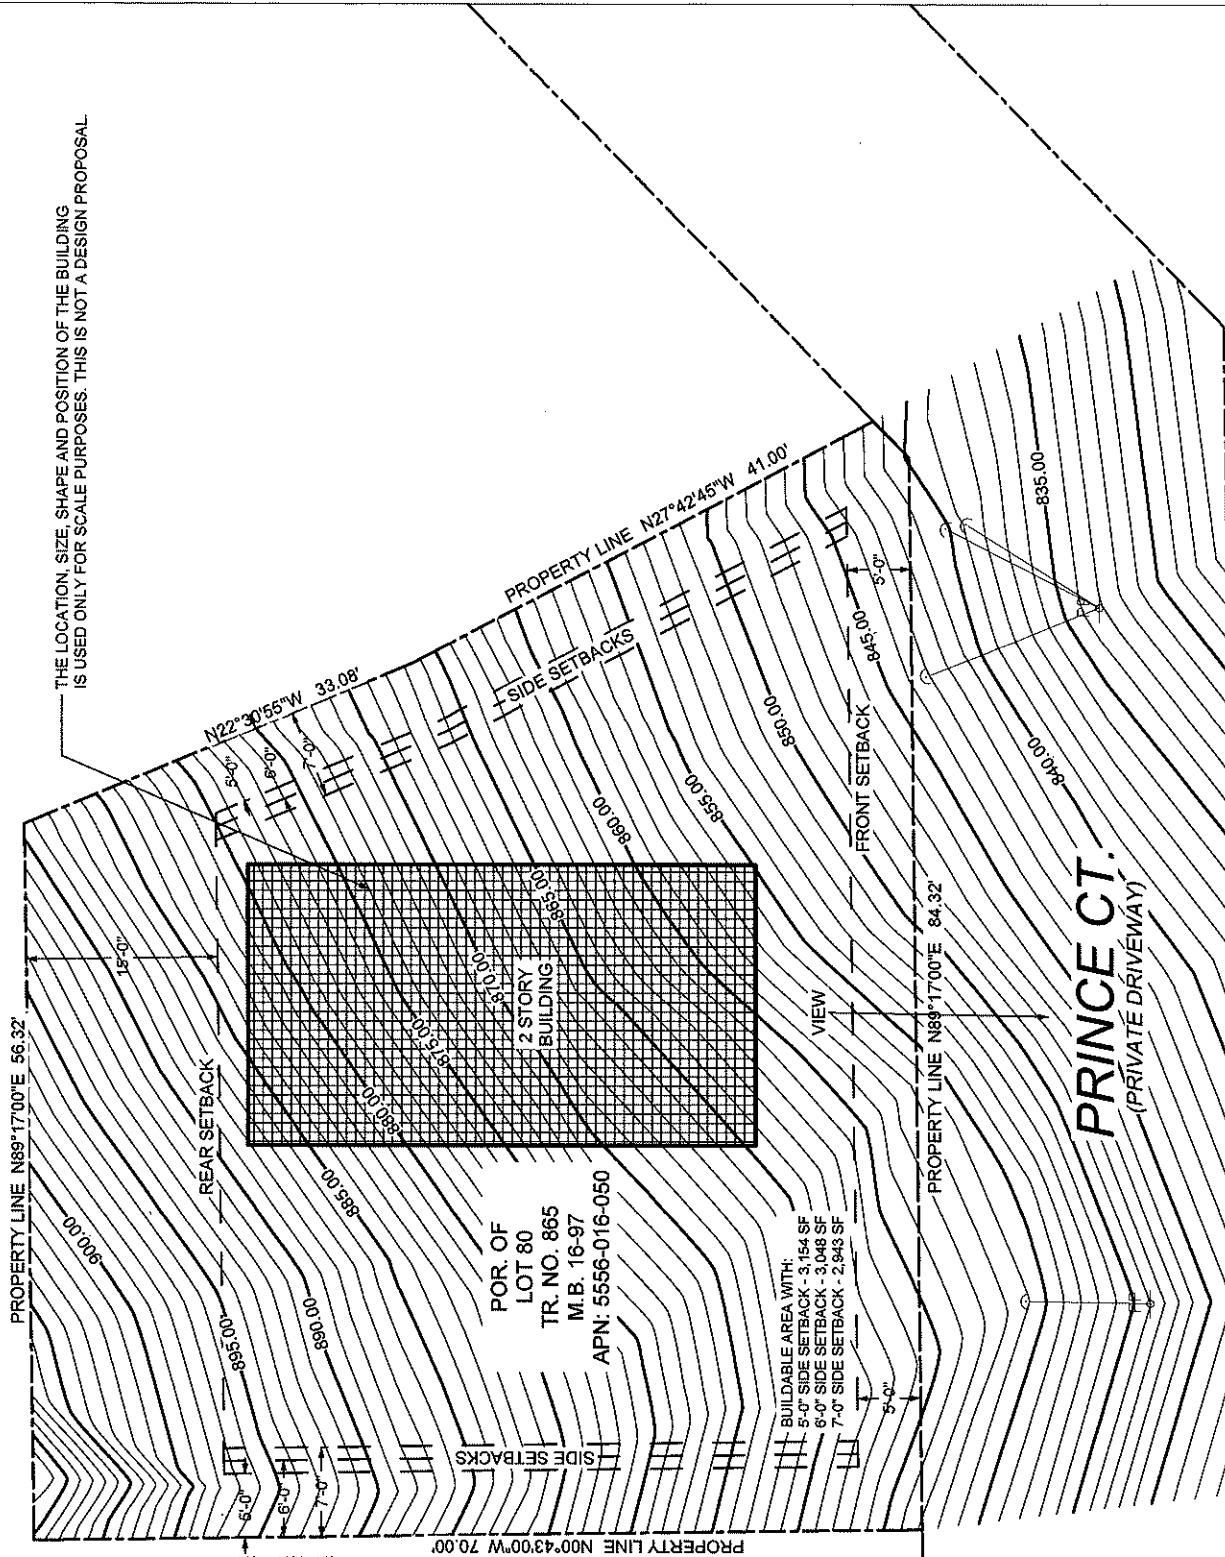 THE LOCATION, SIZE, SHAPE AND POSITION OF THE BUILDING
IS USED ONLY FOR SCALE PURPOSES. THIS IS NOT A DESIGN PROPOSAL.
PROPERTY LINE N89°17'00"E 56.32'
N22°30'55"W 33.08'
PROPERTY LINE N27°42'45"W 41.00'
15'-0"
REAR SETBACK
5'-0"
6'-0"
7'-0"
SIDE SETBACKS
900.00
895.00
890.00
885.00
880.00
875.00
870.00
865.00
860.00
855.00
850.00
845.00
840.00
835.00
2 STORY
BUILDING
POR. OF
LOT 80
TR. NO. 865
M.B. 16-97
APN: 5556-016-050
BUILDABLE AREA WITH:
5'-0" SIDE SETBACK - 3,154 SF
6'-0" SIDE SETBACK - 3,048 SF
7'-0" SIDE SETBACK - 2,943 SF
VIEW
FRONT SETBACK
5'-0"
5'-0"
5'-0"
6'-0"
7'-0"
SIDE SETBACKS
PROPERTY LINE N00°43'00"W 70.00'
PROPERTY LINE N89°17'00"E 84.32'
PRINCE CT.
(PRIVATE DRIVEWAY)